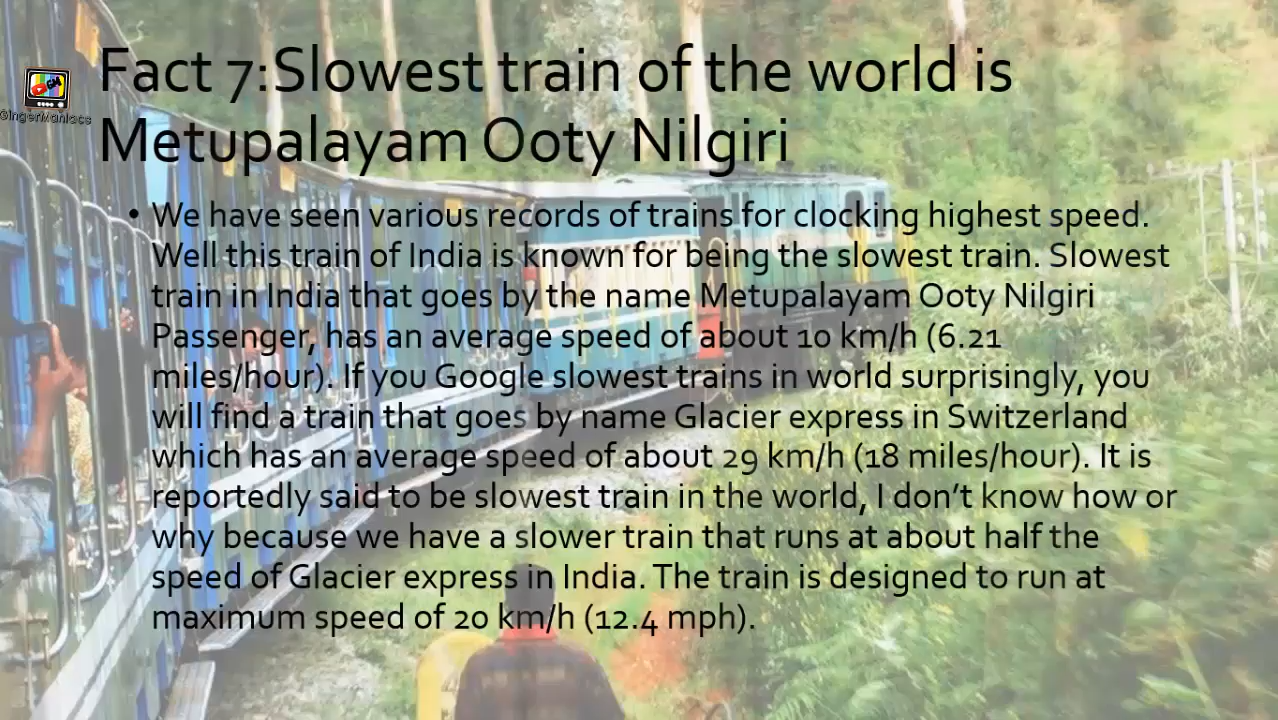 Fact 7:Slowest train of the world is
Metupalayam Ooty Nilgiri
@IngeniManiacs
• We have seen various records of trains for clocking highest speed.
Well this train of India is known for being the slowest train. Slowest
train in India that goes by the name Metupalayam Ooty Nilgiri
Passenger, has an average speed of about 10 km/h (6.21
miles/hour). If you Google slowest trains in world surprisingly, you
will find a train that goes by name Glacier express in Switzerland
which has an average speed of about 29 km/h (18 miles/hour). It is
reportedly said to be slowest train in the world, I don’t know how or
why because we have a slower train that runs at about half the
speed of Glacier express in India. The train is designed to run at
maximum speed of 20 km/h (12.4 mph).